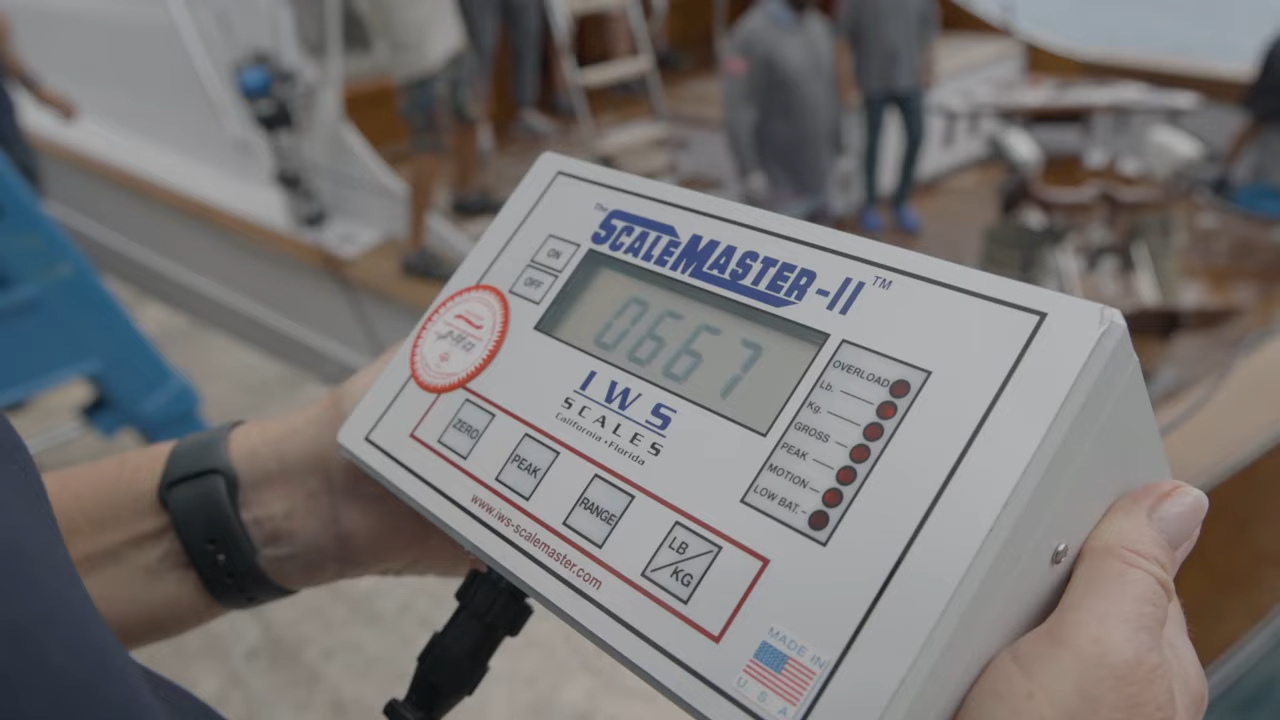 The
SCALEMASTER-II TM
ON
OFF
0667
OVERLOAD
Lb.
Kg.
GROSS
PEAK
MOTION
LOW BAT.
IWS
SCALES
California • Florida
ZERO
PEAK
RANGE
LB/KG
www.iws-scalemaster.com
MADE IN
U S A